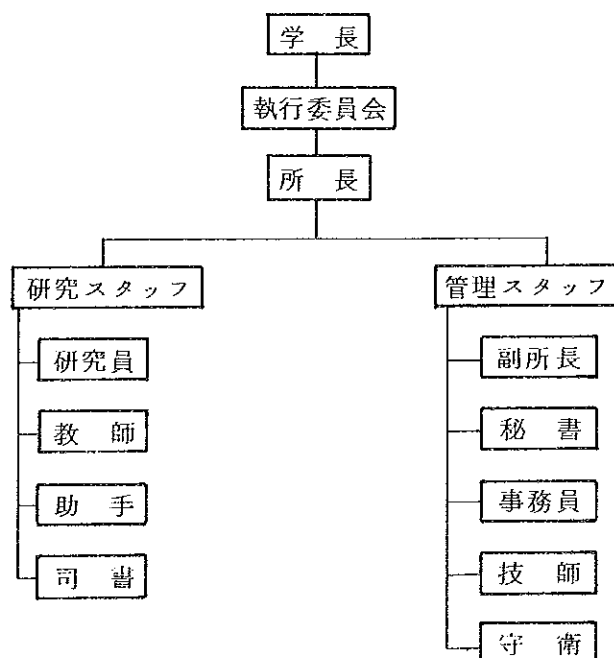 学長
執行委員会
所長
研究スタッフ
研究員
教師
助手
司書
管理スタッフ
副所長
秘書
事務員
技師
守衛